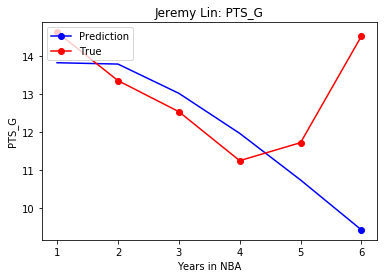 Jeremy Lin: PTS_G
Prediction
True
PTS_G
14
13
12
11
10
1 2 3 4 5 6
Years in NBA